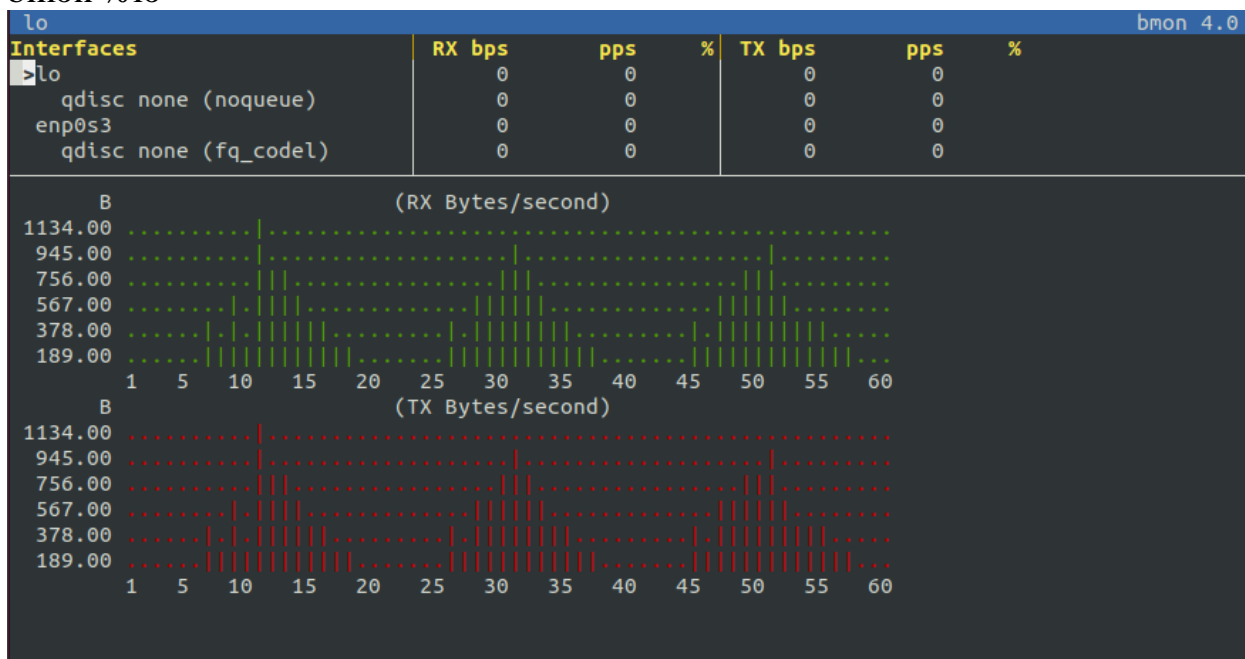 lo bmon 4.0
Interfaces RX bps pps % TX bps pps %
>lo 0 0 0 0
qdisc none (noqueue) 0 0 0 0
enp0s3 0 0 0 0
qdisc none (fq_codel) 0 0 0 0
B (RX Bytes/second)
1134.00 ..........|.................................................
945.00 ..........|...................|...................|.........
756.00 ..........|||................|||................|||.........
567.00 ........|.||||.............||||||.............||||||........
378.00 ......|.|.||||||.........|.||||||||.........|.|||||||||.....
189.00 ......||||||||||||.......||||||||||||.......|||||||||||||...
1 5 10 15 20 25 30 35 40 45 50 55 60
B (TX Bytes/second)
1134.00 ..........|.................................................
945.00 ..........|...................|...................|.........
756.00 ..........|||................|||................|||.........
567.00 ........|.||||.............||||||.............||||||........
378.00 ......|.|.||||||.........|.||||||||.........|.|||||||||.....
189.00 ......||||||||||||.......||||||||||||.......|||||||||||||...
1 5 10 15 20 25 30 35 40 45 50 55 60